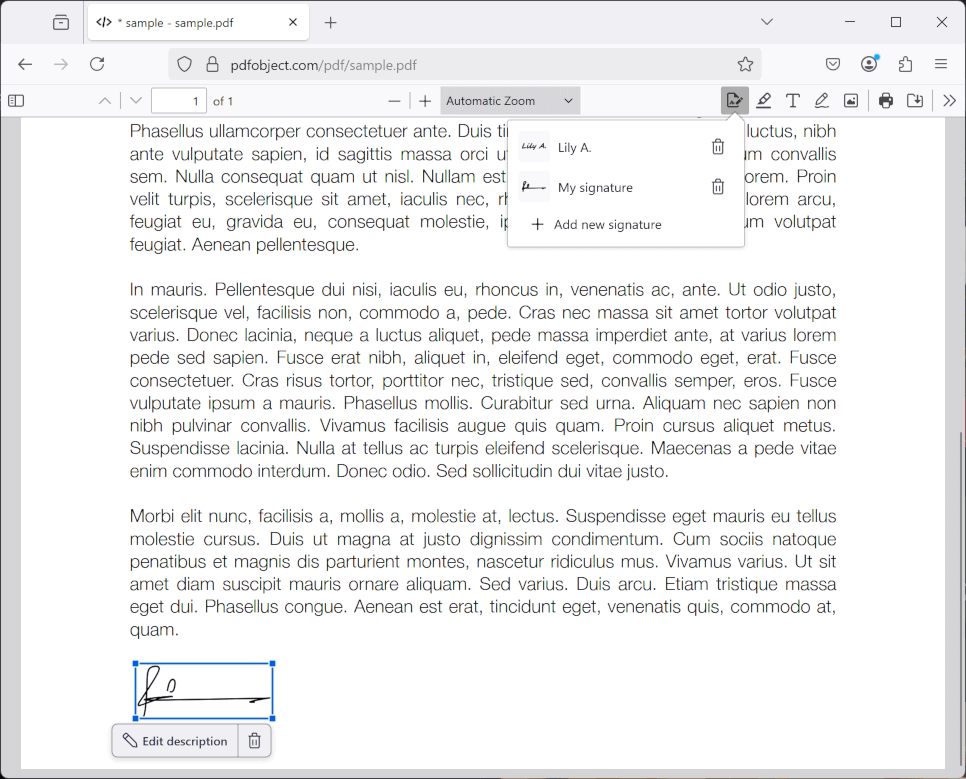 * sample - sample.pdf
pdfobject.com/pdf/sample.pdf
1 of 1
Automatic Zoom
Lily A. Lily A.
My signature
Add new signature
Phasellus ullamcorper consectetuer ante. Duis luctus, nibh
ante vulputate sapien, id sagittis massa orci convallis
sem. Nulla consequat quam ut nisl. Nullam est Proin
velit turpis, scelerisque sit amet, iaculis nec, lorem arcu,
feugiat eu, gravida eu, consequat molestie, volutpat
feugiat. Aenean pellentesque.
In mauris. Pellentesque dui nisi, iaculis eu, rhoncus in, venenatis ac, ante. Ut odio justo,
scelerisque vel, facilisis non, commodo a, pede. Cras nec massa sit amet tortor volutpat
varius. Donec lacinia, neque a luctus aliquet, pede massa imperdiet ante, at varius lorem
pede sed sapien. Fusce erat nibh, aliquet in, eleifend eget, commodo eget, erat. Fusce
consectetuer. Cras risus tortor, porttitor nec, tristique sed, convallis semper, eros. Fusce
vulputate ipsum a mauris. Phasellus mollis. Curabitur sed urna. Aliquam nec sapien non
nibh pulvinar convallis. Vivamus facilisis augue quis quam. Proin cursus aliquet metus.
Suspendisse lacinia. Nulla at tellus ac turpis eleifend scelerisque. Maecenas a pede vitae
enim commodo interdum. Donec odio. Sed sollicitudin dui vitae justo.
Morbi elit nunc, facilisis a, mollis a, molestie at, lectus. Suspendisse eget mauris eu tellus
molestie cursus. Duis ut magna at justo dignissim condimentum. Cum sociis natoque
penatibus et magnis dis parturient montes, nascetur ridiculus mus. Vivamus varius. Ut sit
amet diam suscipit mauris ornare aliquam. Sed varius. Duis arcu. Etiam tristique massa
eget dui. Phasellus congue. Aenean est erat, tincidunt eget, venenatis quis, commodo at,
quam.
Edit description